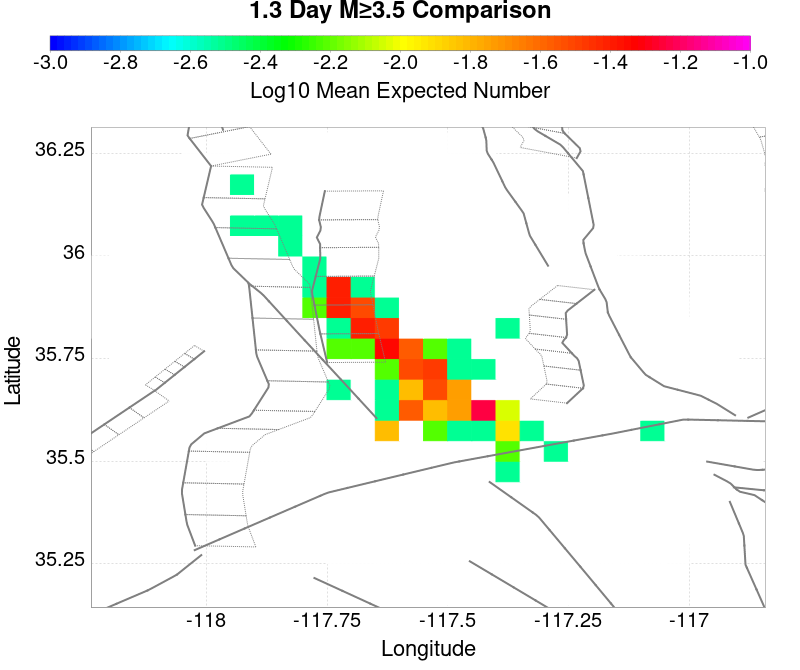 1.3 Day M≥3.5 Comparison
-3.0 -2.8 -2.6 -2.4 -2.2 -2.0 -1.8 -1.6 -1.4 -1.2 -1.0
Log10 Mean Expected Number
36.25
36
35.75
35.5
35.25
Latitude
-118 -117.75 -117.5 -117.25 -117
Longitude